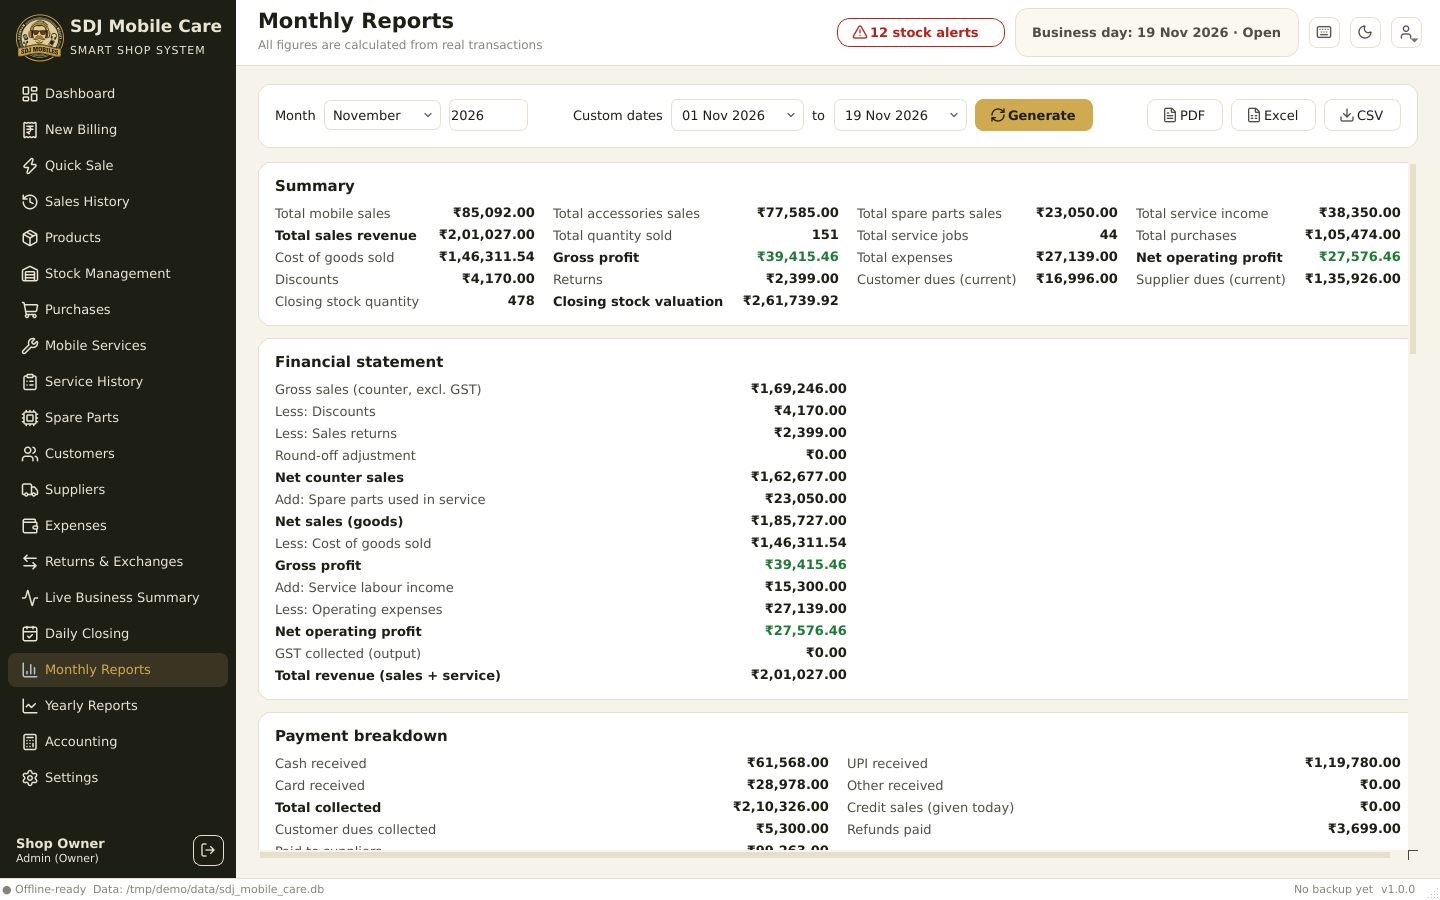 SDJ Mobile Care
SMART SHOP SYSTEM
SDJ MOBILES
Dashboard
New Billing
Quick Sale
Sales History
Products
Stock Management
Purchases
Mobile Services
Service History
Spare Parts
Customers
Suppliers
Expenses
Returns & Exchanges
Live Business Summary
Daily Closing
Monthly Reports
Yearly Reports
Accounting
Settings
Shop Owner
Admin (Owner)
Monthly Reports
All figures are calculated from real transactions
12 stock alerts
Business day: 19 Nov 2026 · Open
Month November 2026 Custom dates 01 Nov 2026 to 19 Nov 2026 Generate PDF Excel CSV
Summary
Total mobile sales ₹85,092.00 Total accessories sales ₹77,585.00 Total spare parts sales ₹23,050.00 Total service income ₹38,350.00
Total sales revenue ₹2,01,027.00 Total quantity sold 151 Total service jobs 44 Total purchases ₹1,05,474.00
Cost of goods sold ₹1,46,311.54 Gross profit ₹39,415.46 Total expenses ₹27,139.00 Net operating profit ₹27,576.46
Discounts ₹4,170.00 Returns ₹2,399.00 Customer dues (current) ₹16,996.00 Supplier dues (current) ₹1,35,926.00
Closing stock quantity 478 Closing stock valuation ₹2,61,739.92
Financial statement
Gross sales (counter, excl. GST) ₹1,69,246.00
Less: Discounts ₹4,170.00
Less: Sales returns ₹2,399.00
Round-off adjustment ₹0.00
Net counter sales ₹1,62,677.00
Add: Spare parts used in service ₹23,050.00
Net sales (goods) ₹1,85,727.00
Less: Cost of goods sold ₹1,46,311.54
Gross profit ₹39,415.46
Add: Service labour income ₹15,300.00
Less: Operating expenses ₹27,139.00
Net operating profit ₹27,576.46
GST collected (output) ₹0.00
Total revenue (sales + service) ₹2,01,027.00
Payment breakdown
Cash received ₹61,568.00 UPI received ₹1,19,780.00
Card received ₹28,978.00 Other received ₹0.00
Total collected ₹2,10,326.00 Credit sales (given today) ₹0.00
Customer dues collected ₹5,300.00 Refunds paid ₹3,699.00
Paid to suppliers ₹99,263.00
Offline-ready Data: /tmp/demo/data/sdj_mobile_care.db
No backup yet v1.0.0